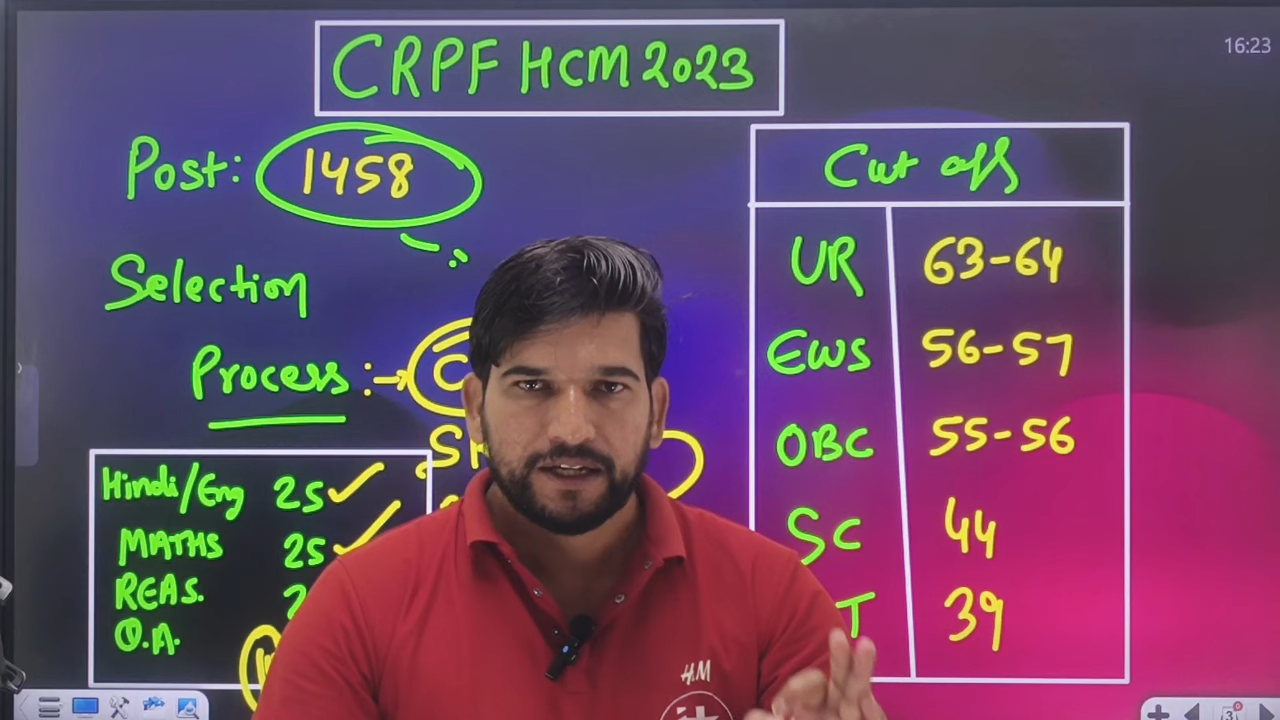 CRPF HCM 2023
16:23
Post: 1458
Selection
Process :-
Hindi/Eng 25
MATHS 25
REAS.
Q.A.
Cut off
UR 63-64
EWS 56-57
OBC 55-56
SC 44
39
H.M